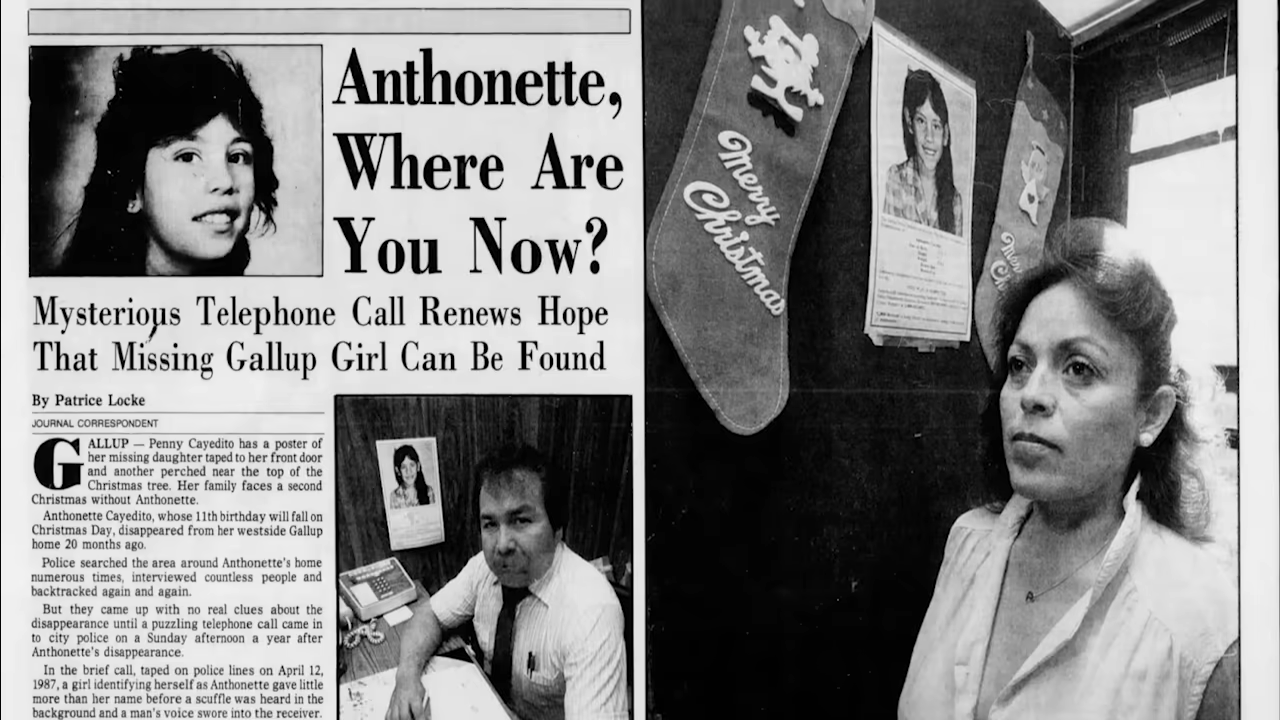 Anthonette,
Where Are
You Now?
Mysterious Telephone Call Renews Hope
That Missing Gallup Girl Can Be Found
By Patrice Locke
JOURNAL CORRESPONDENT
GALLUP — Penny Cayedito has a poster of
her missing daughter taped to her front door
and another perched near the top of the
Christmas tree. Her family faces a second
Christmas without Anthonette.
Anthonette Cayedito, whose 11th birthday will fall on
Christmas Day, disappeared from her westside Gallup
home 20 months ago.
Police searched the area around Anthonette's home
numerous times, interviewed countless people and
backtracked again and again.
But they came up with no real clues about the
disappearance until a puzzling telephone call came in
to city police on a Sunday afternoon a year after
Anthonette's disappearance.
In the brief call, taped on police lines on April 12,
1987, a girl identifying herself as Anthonette gave little
more than her name before a scuffle was heard in the
background and a man's voice swore into the receiver.
Merry
Christmas
Merry